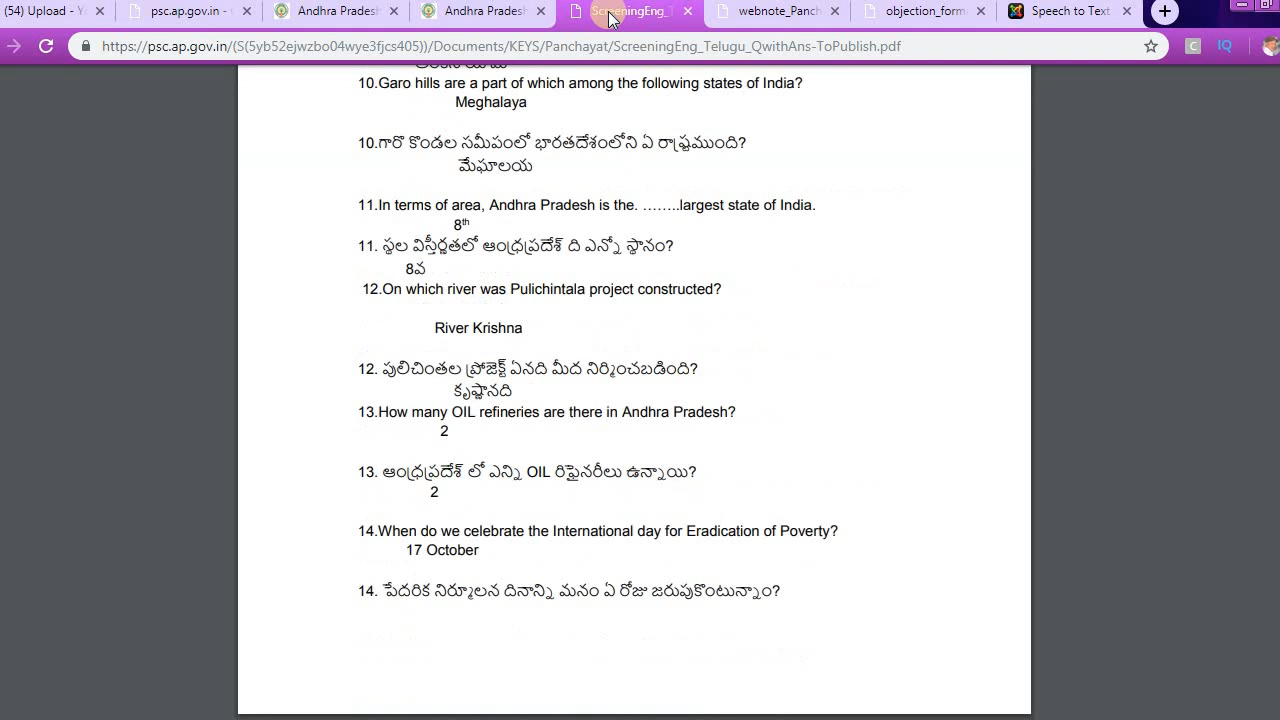 (54) Upload - Y
psc.ap.gov.in -
Andhra Pradesh
Andhra Pradesh
ScreeningEng_T
webnote_Panch
objection_form
Speech to Text
https://psc.ap.gov.in/(S(5yb52ejwzbo04wye3fjcs405))/Documents/KEYS/Panchayat/ScreeningEng_Telugu_QwithAns-ToPublish.pdf
C IQ
10.Garo hills are a part of which among the following states of India?
Meghalaya
10.గారో కొండల సమీపంలో భారతదేశంలోని ఏ రాష్ట్రముంది?
మేఘాలయ
11.In terms of area, Andhra Pradesh is the. ……..largest state of India.
8th
11. స్థల విస్తీర్ణతలో ఆంధ్రప్రదేశ్ ది ఎన్నో స్థానం?
8వ
12.On which river was Pulichintala project constructed?
River Krishna
12. పులిచింతల ప్రోజెక్ట్ ఏనది మీద నిర్మించబడింది?
కృష్ణానది
13.How many OIL refineries are there in Andhra Pradesh?
2
13. ఆంధ్రప్రదేశ్ లో ఎన్ని OIL రిఫైనరీలు ఉన్నాయి?
2
14.When do we celebrate the International day for Eradication of Poverty?
17 October
14. పేదరిక నిర్మూలన దినాన్ని మనం ఏ రోజు జరుపుకొంటున్నాం?